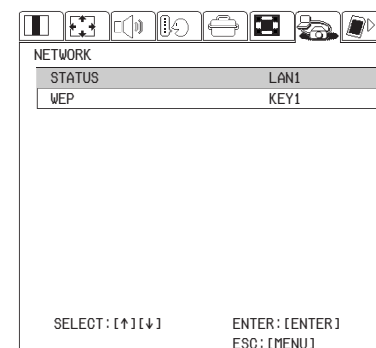 NETWORK
STATUS LAN1
WEP KEY1
SELECT:[↑][↓] ENTER:[ENTER]
ESC:[MENU]